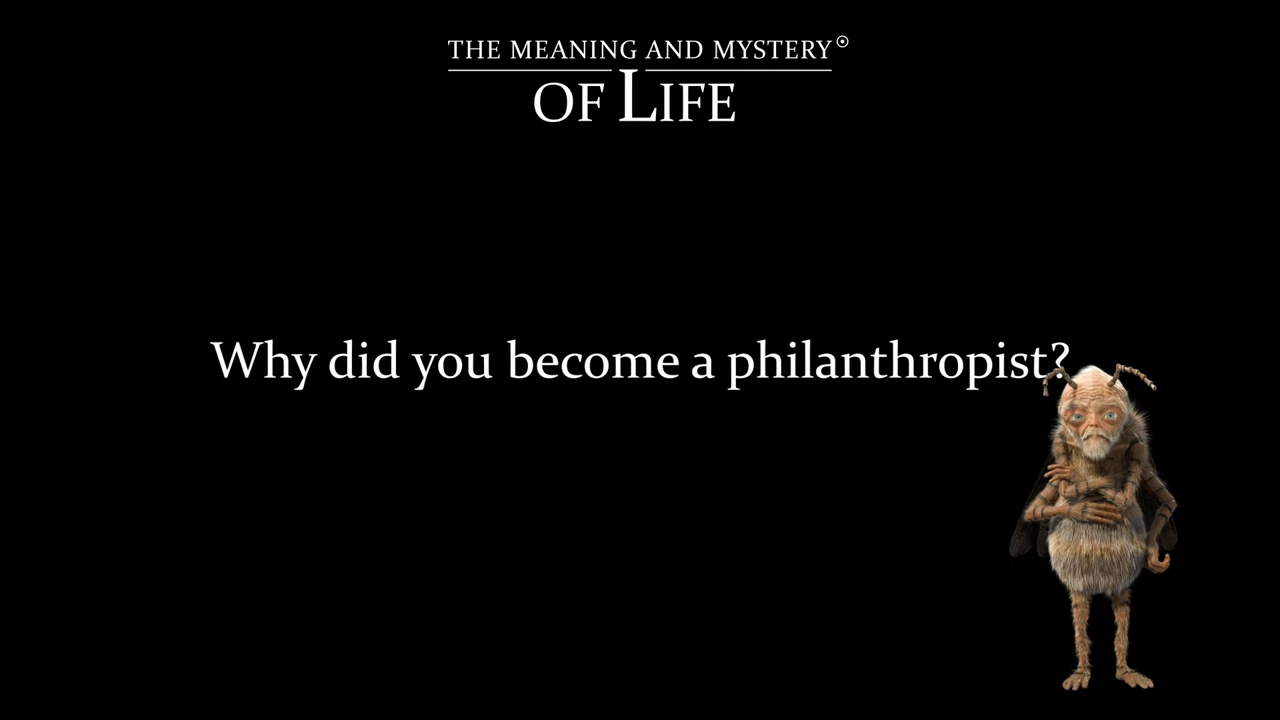 THE MEANING AND MYSTERY
OF LIFE
Why did you become a philanthropist?